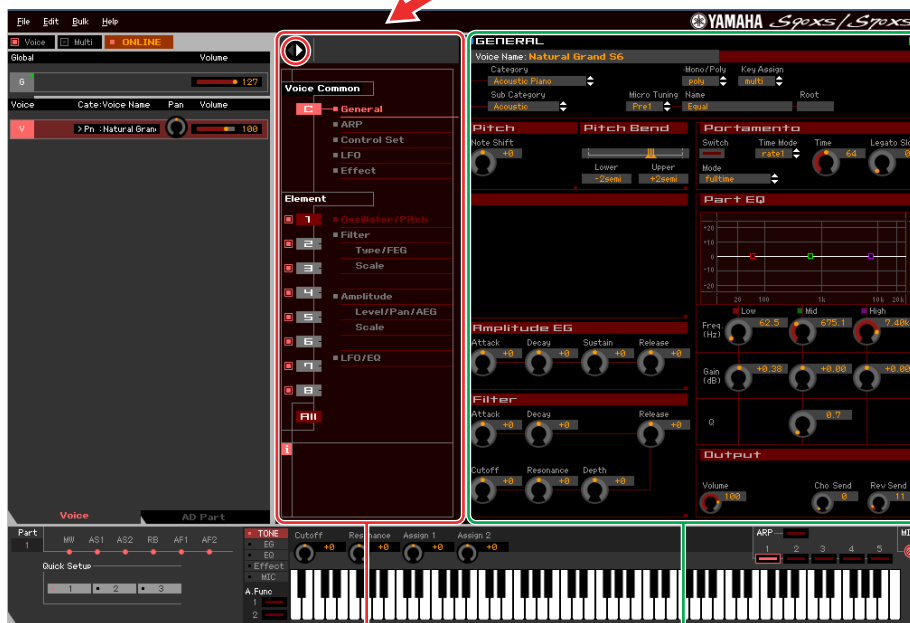 File Edit Bulk Help
YAMAHA S90XS/S70XS
Voice Multi ONLINE
Global Volume
G 127
Voice Cate:Voice Name Pan Volume
V >Pn :Natural Gran 100
Voice AD Part
Voice Common
C General
ARP
Control Set
LFO
Effect
Element
1 Oscillator/Pitch
2 Filter
Type/FEG
3 Scale
4 Amplitude
5 Level/Pan/AEG
Scale
6
7 LFO/EQ
8
All
i
GENERAL
Voice Name: Natural Grand S6
Category Mono/Poly Key Assign
Acoustic Piano poly multi
Sub Category Micro Tuning Name Root
Acoustic Pre1 Equal
Pitch Pitch Bend Portamento
Note Shift
+0
Lower Upper
-2semi +2semi
Switch Time Mode Time Legato Slo
rate1 64
Mode
fulltime
Part EQ
+20
+10
0
-10
-20
20 100 1k 10k 20k
Low Mid High
Freq. (Hz) 62.5 675.1 7.40k
Gain (dB) +0.38 +0.00 +0.00
Q 0.7
Amplitude EG
Attack Decay Sustain Release
+0 +0 +0 +0
Filter
Attack Decay Release
+0 +0 +0
Cutoff Resonance Depth
+0 +0 +0
Output
Volume Cho Send Rev Send
100 0 11
Part
1
MW AS1 AS2 RB AF1 AF2
Quick Setup
1 2 3
TONE
EG
EQ
Effect
MIC
A.Func
1
2
Cutoff Resonance Assign 1 Assign 2
+0 +0 +0 +0
ARP
1 2 3 4 5